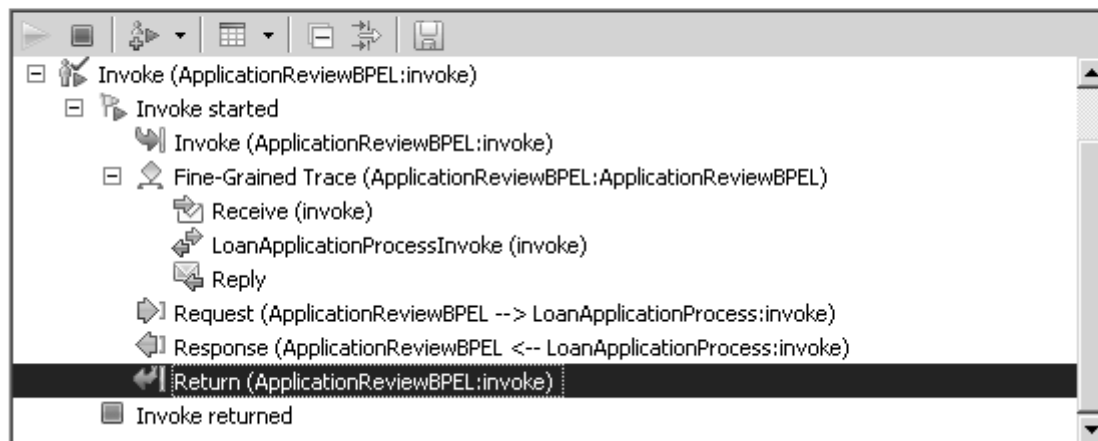 Invoke (ApplicationReviewBPEL:invoke)
Invoke started
Invoke (ApplicationReviewBPEL:invoke)
Fine-Grained Trace (ApplicationReviewBPEL:ApplicationReviewBPEL)
Receive (invoke)
LoanApplicationProcessInvoke (invoke)
Reply
Request (ApplicationReviewBPEL --> LoanApplicationProcess:invoke)
Response (ApplicationReviewBPEL <-- LoanApplicationProcess:invoke)
Return (ApplicationReviewBPEL:invoke)
Invoke returned